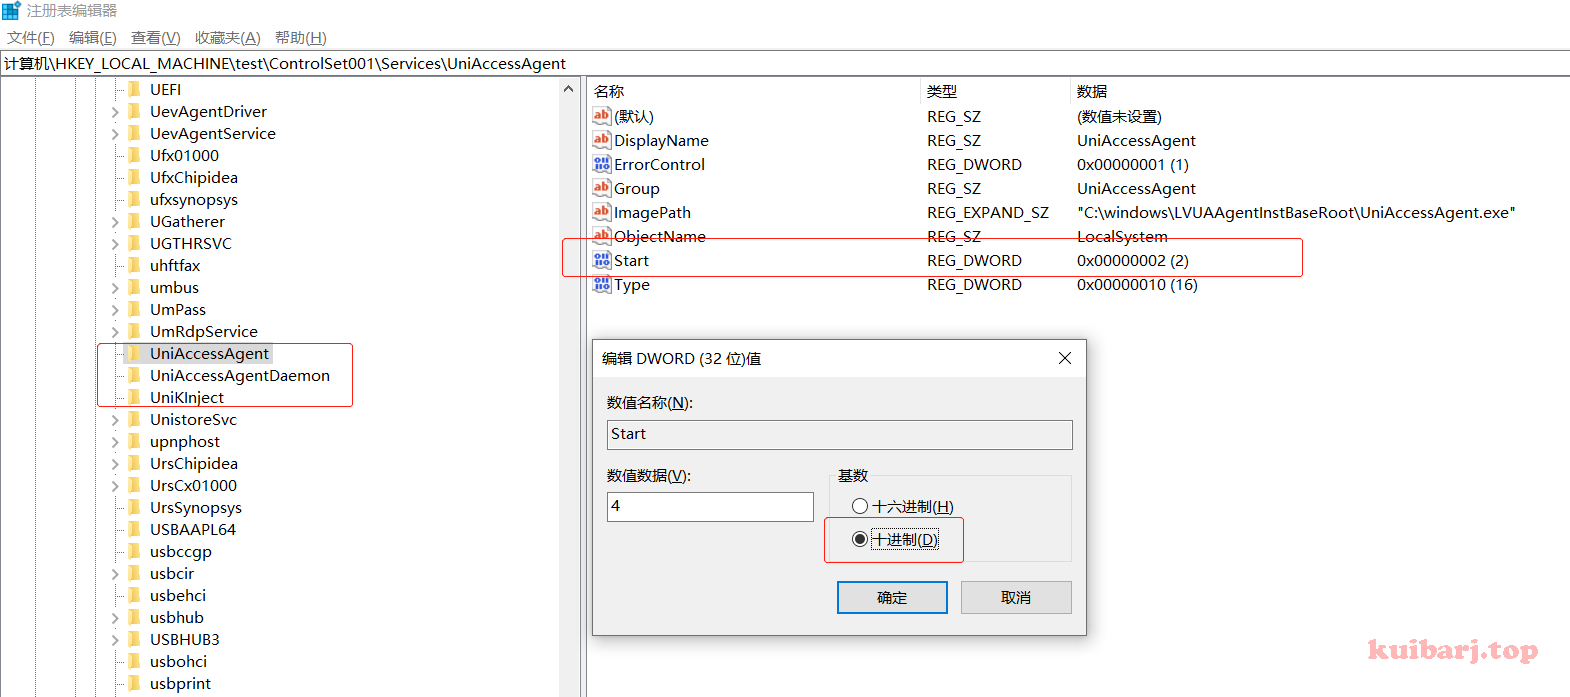 注册表编辑器
文件(F) 编辑(E) 查看(V) 收藏夹(A) 帮助(H)
计算机\HKEY_LOCAL_MACHINE\test\ControlSet001\Services\UniAccessAgent
UEFI
UevAgentDriver
UevAgentService
Ufx01000
UfxChipidea
ufxsynopsys
UGatherer
UGTHRSVC
uhftfax
umbus
UmPass
UmRdpService
UniAccessAgent
UniAccessAgentDaemon
UniKInject
UnistoreSvc
upnphost
UrsChipidea
UrsCx01000
UrsSynopsys
USBAAPL64
usbccgp
usbcir
usbehci
usbhub
USBHUB3
usbohci
usbprint
名称 类型 数据
(默认) REG_SZ (数值未设置)
DisplayName REG_SZ UniAccessAgent
ErrorControl REG_DWORD 0x00000001 (1)
Group REG_SZ UniAccessAgent
ImagePath REG_EXPAND_SZ "C:\windows\LVUAAgentInstBaseRoot\UniAccessAgent.exe"
ObjectName REG_SZ LocalSystem
Start REG_DWORD 0x00000002 (2)
Type REG_DWORD 0x00000010 (16)
编辑 DWORD (32 位)值
数值名称(N):
Start
数值数据(V):
4
基数
十六进制(H)
十进制(D)
确定 取消
kuibarj.top